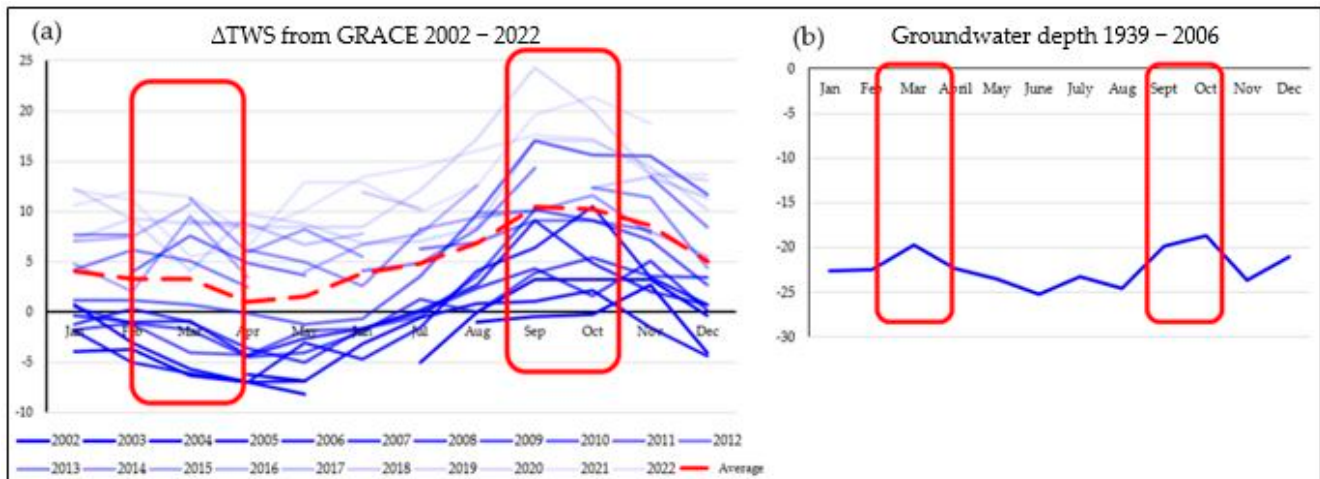 (a)
ΔTWS from GRACE 2002 – 2022
25
20
15
10
5
0
-5
-10
Jan Feb Mar Apr May Jun Jul Aug Sep Oct Nov Dec
2002 2003 2004 2005 2006 2007 2008 2009 2010 2011 2012
2013 2014 2015 2016 2017 2018 2019 2020 2021 2022 Average
(b)
Groundwater depth 1939 – 2006
0
-5
-10
-15
-20
-25
-30
Jan Feb Mar April May June July Aug Sept Oct Nov Dec